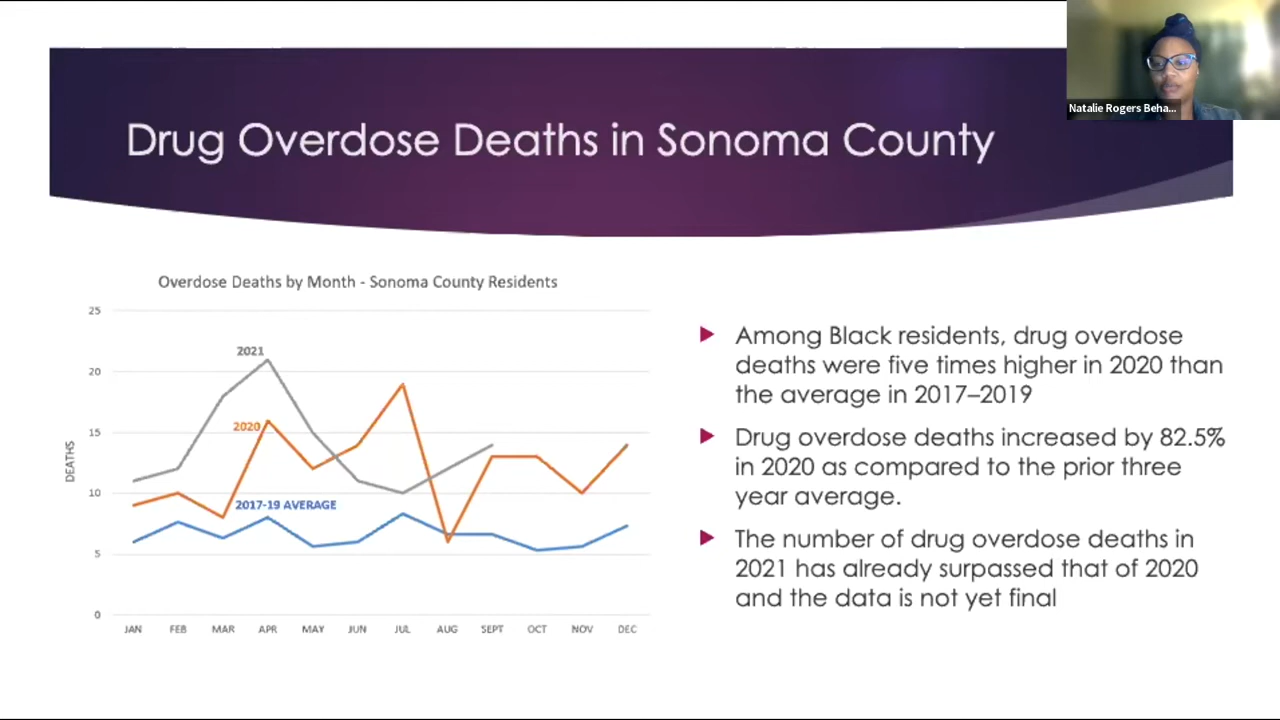 Natalie Rogers Beha...
Drug Overdose Deaths in Sonoma County
Overdose Deaths by Month - Sonoma County Residents
25
20
15
10
5
0
DEATHS
2021
2020
2017-19 AVERAGE
JAN FEB MAR APR MAY JUN JUL AUG SEPT OCT NOV DEC
Among Black residents, drug overdose
deaths were five times higher in 2020 than
the average in 2017–2019
Drug overdose deaths increased by 82.5%
in 2020 as compared to the prior three
year average.
The number of drug overdose deaths in
2021 has already surpassed that of 2020
and the data is not yet final